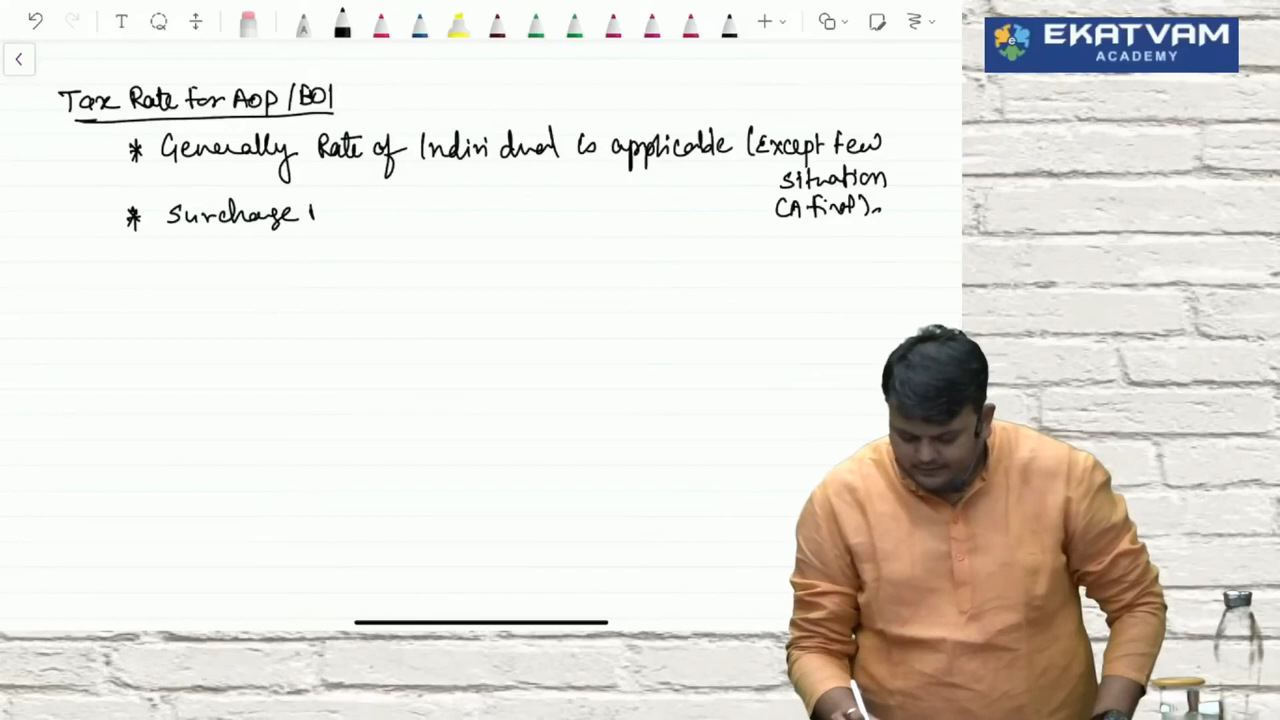 EKATVAM
ACADEMY
Tax Rate for AOP/BOI
* Generally Rate of Individual is applicable (Except few
situation
CA final).
* Surcharge